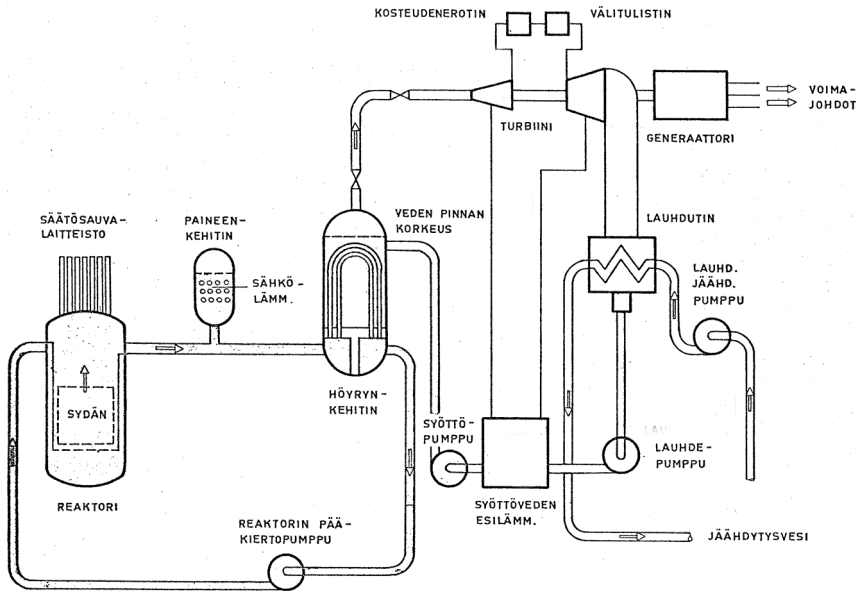 KOSTEUDENEROTIN
VÄLITULISTIN
VOIMA-
JOHDOT
TURBIINI
GENERAATTORI
SÄÄTÖSAUVA-
LAITTEISTO
PAINEEN-
KEHITIN
VEDEN PINNAN
KORKEUS
LAUHDUTIN
SÄHKÖ-
LÄMM.
LAUHD.
JÄÄHD.
PUMPPU
SYDÄN
HÖYRYN-
KEHITIN
SYÖTTÖ-
PUMPPU
LAUHDE-
PUMPPU
REAKTORI
SYÖTTÖVEDEN
ESILÄMM.
REAKTORIN PÄÄ-
KIERTOPUMPPU
JÄÄHDYTYSVESI